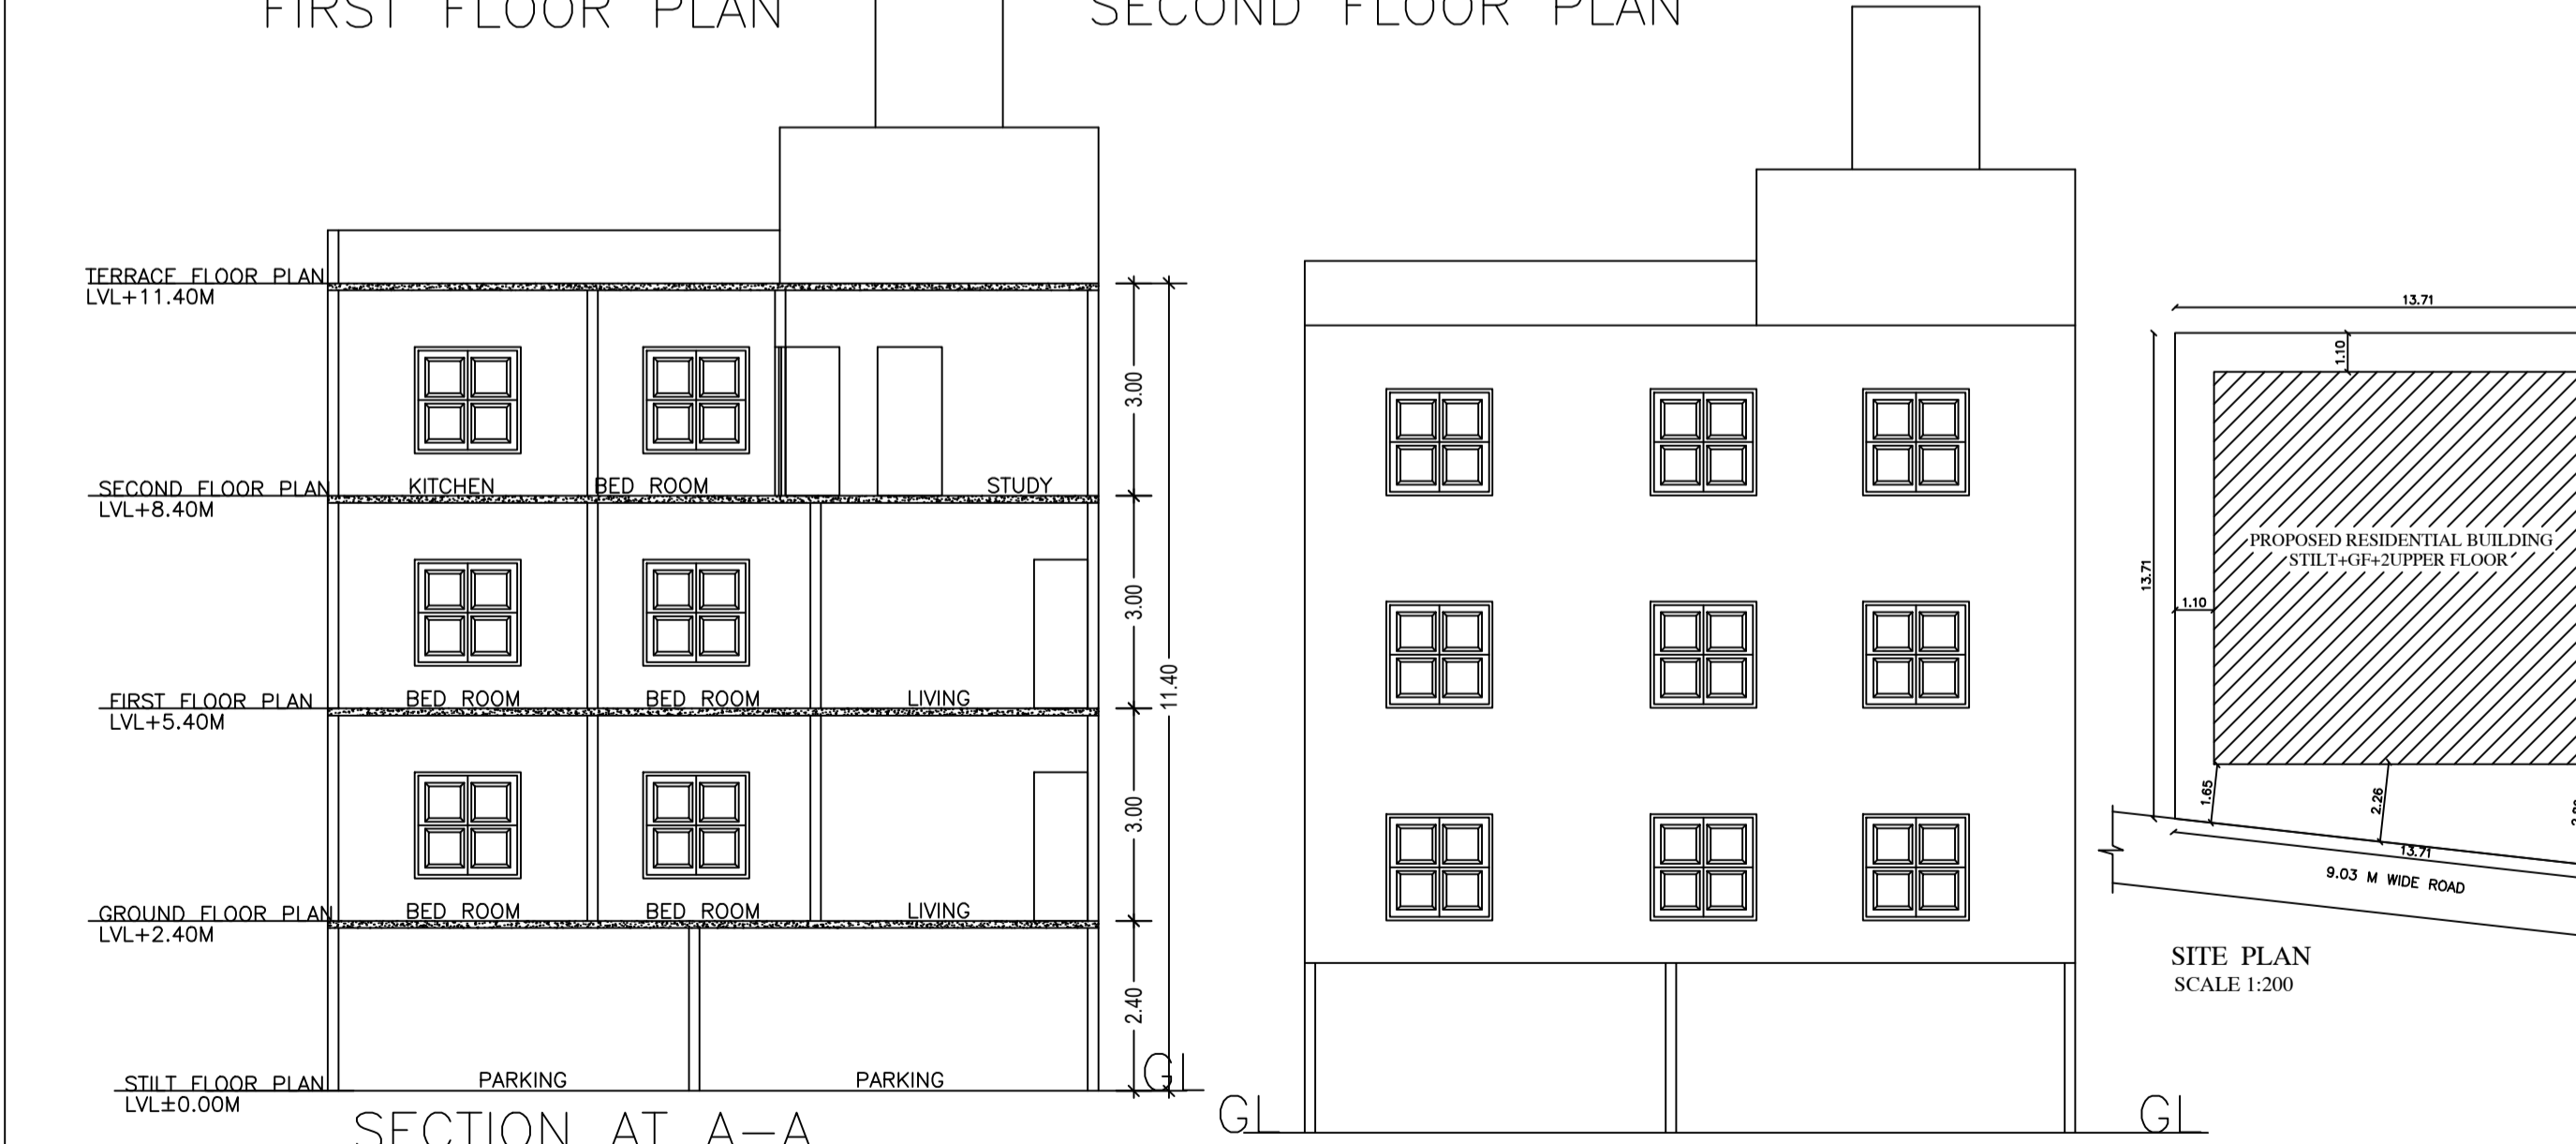 FIRST FLOOR PLAN
SECOND FLOOR PLAN
TERRACE FLOOR PLAN
LVL+11.40M
SECOND FLOOR PLAN
LVL+8.40M
FIRST FLOOR PLAN
LVL+5.40M
GROUND FLOOR PLAN
LVL+2.40M
STILT FLOOR PLAN
LVL±0.00M
KITCHEN
BED ROOM
STUDY
BED ROOM
BED ROOM
LIVING
BED ROOM
BED ROOM
LIVING
PARKING
PARKING
3.00
3.00
3.00
2.40
11.40
GL
SECTION AT A-A
GL
GL
13.71
1.10
13.71
1.10
PROPOSED RESIDENTIAL BUILDING
STILT+GF+2UPPER FLOOR
1.65
2.26
13.71
9.03 M WIDE ROAD
SITE PLAN
SCALE 1:200